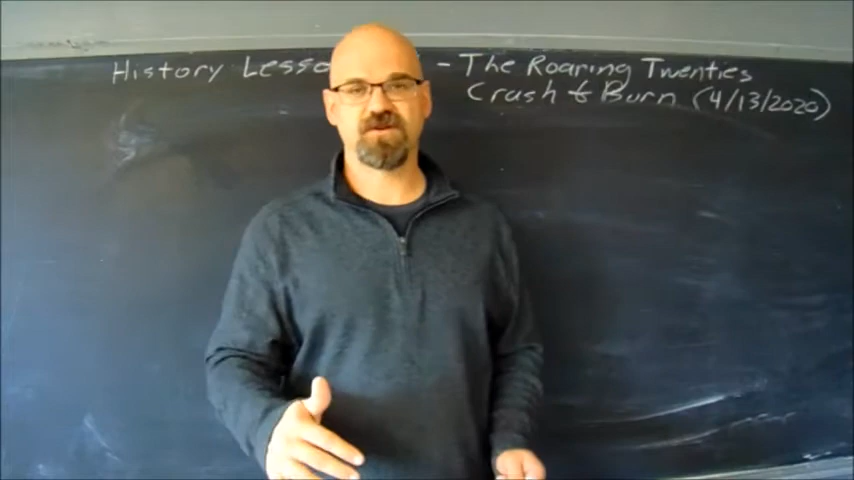 History Lesso - The Roaring Twenties
Crash & Burn (4/13/2020)